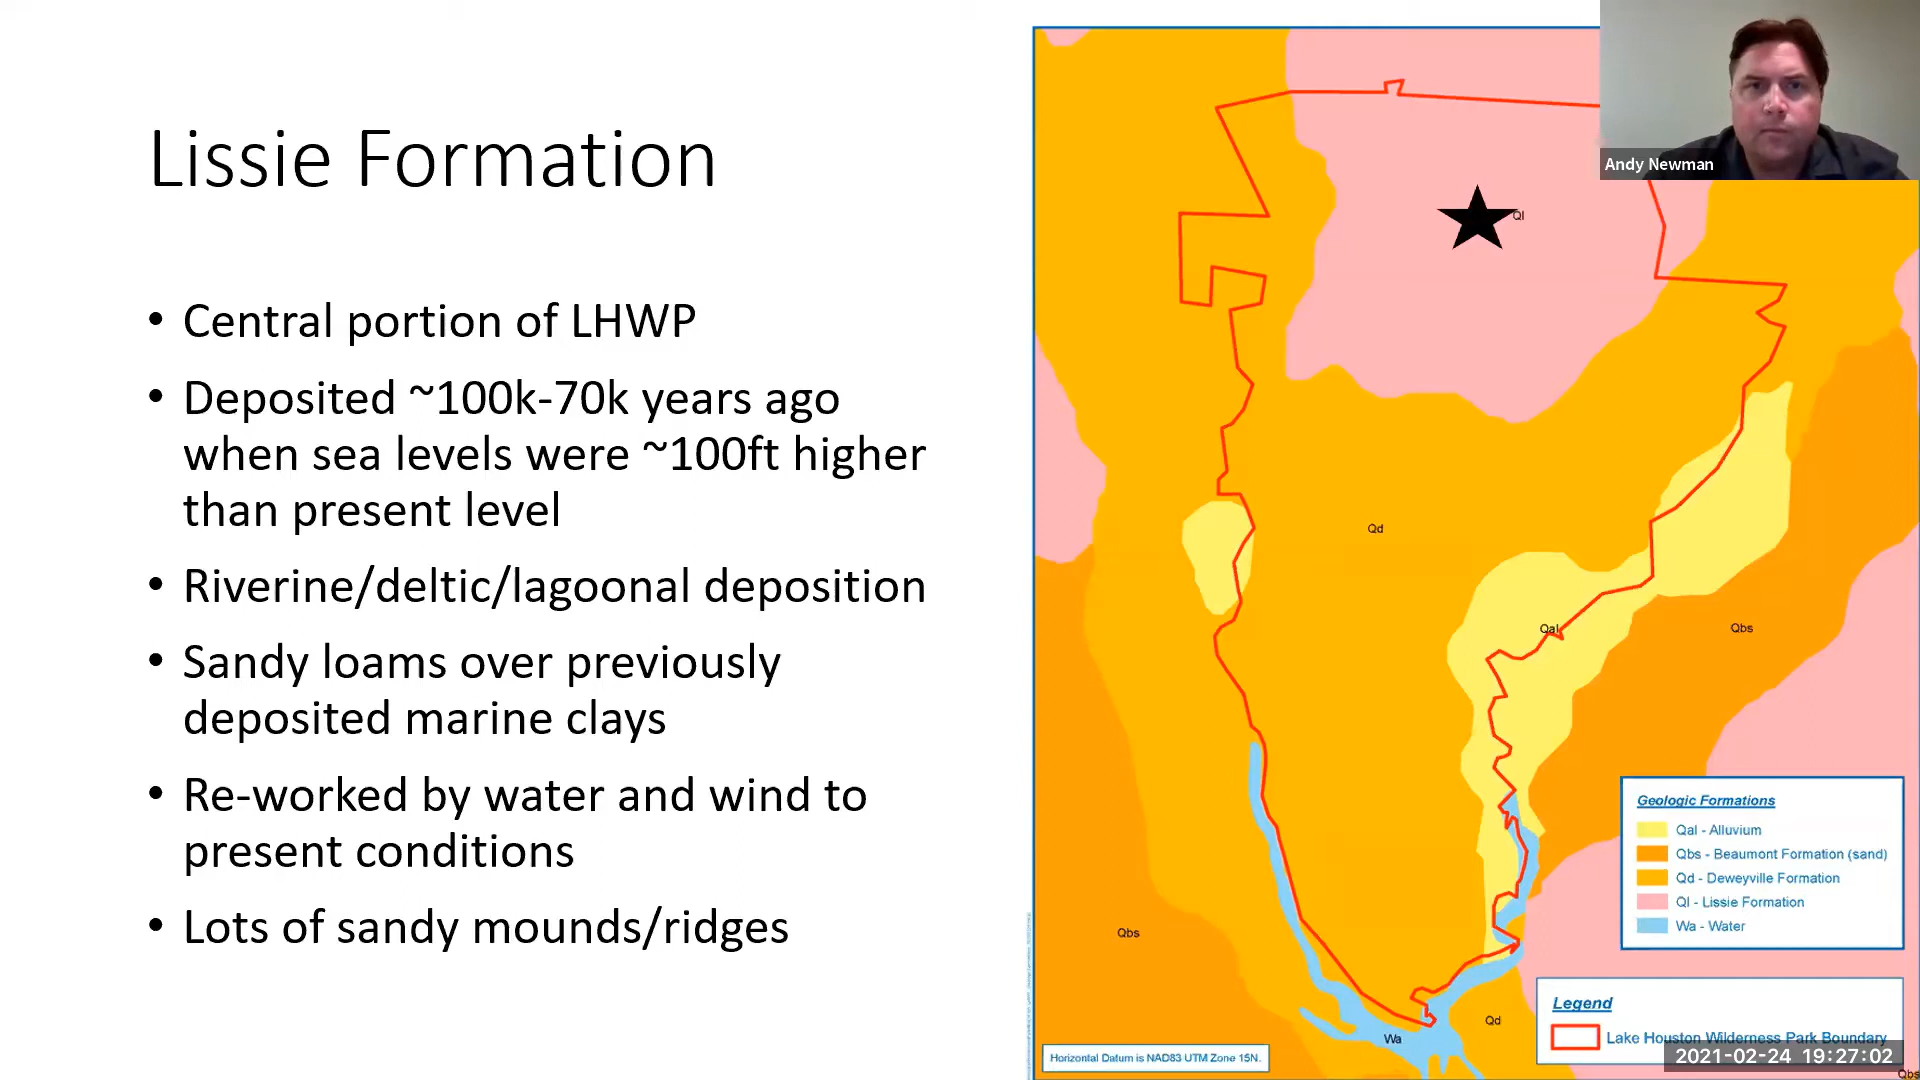 Lissie Formation
• Central portion of LHWP
• Deposited ~100k-70k years ago
when sea levels were ~100ft higher
than present level
• Riverine/deltic/lagoonal deposition
• Sandy loams over previously
deposited marine clays
• Re-worked by water and wind to
present conditions
• Lots of sandy mounds/ridges
Andy Newman
Ql
Qd
Qal
Qbs
Qbs
Qd
Wa
Geologic Formations
Qal - Alluvium
Qbs - Beaumont Formation (sand)
Qd - Deweyville Formation
Ql - Lissie Formation
Wa - Water
Legend
Lake Houston Wilderness Park Boundary
Horizontal Datum is NAD83 UTM Zone 15N.
2021-02-24 19:27:02
Qbs